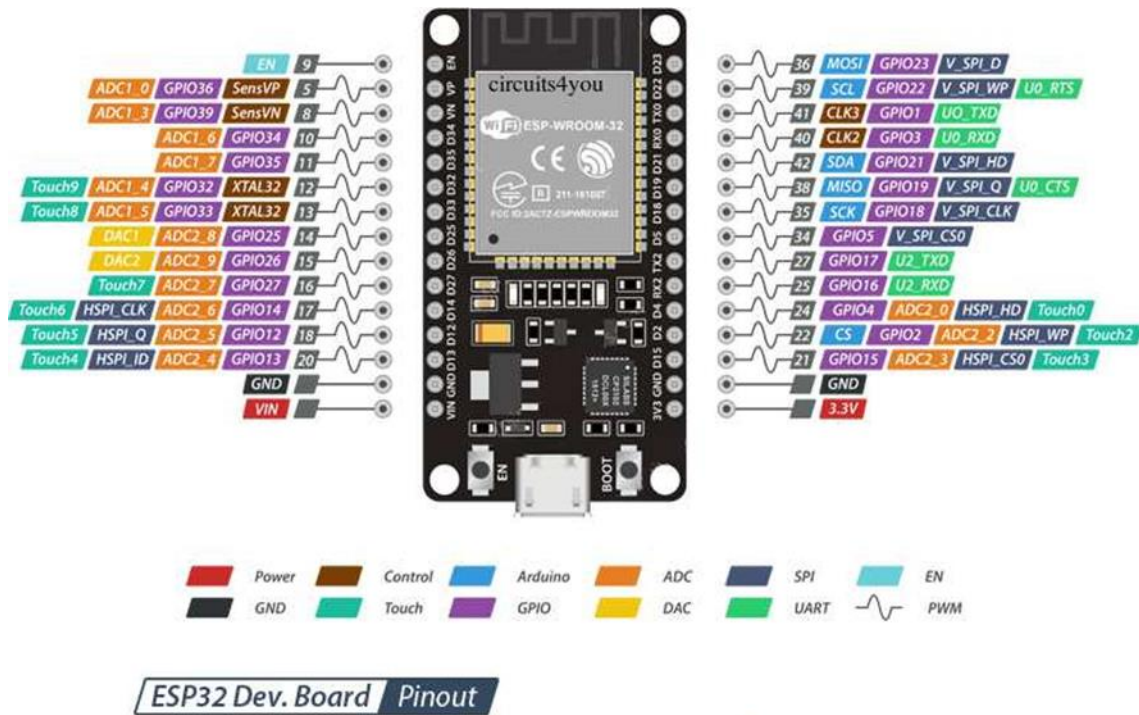 EN 9
ADC1_0 GPIO36 SensVP 5
ADC1_3 GPIO39 SensVN 8
ADC1_6 GPIO34 10
ADC1_7 GPIO35 11
Touch9 ADC1_4 GPIO32 XTAL32 12
Touch8 ADC1_5 GPIO33 XTAL32 13
DAC1 ADC2_8 GPIO25 14
DAC2 ADC2_9 GPIO26 15
Touch7 ADC2_7 GPIO27 16
Touch6 HSPI_CLK ADC2_6 GPIO14 17
Touch5 HSPI_Q ADC2_5 GPIO12 18
Touch4 HSPI_ID ADC2_4 GPIO13 20
GND
VIN
EN
VP
VN
D34
D35
D32
D33
D25
D26
D27
D14
D12
D13
GND
VIN
circuits4you
WiFi ESP-WROOM-32
CE
R 211-161007
FCC ID:2AC7Z-ESPWROOM32
SILABS
CP2102
EN
BOOT
D23
D22
TX0
RX0
D21
D19
D18
D5
TX2
RX2
D4
D2
D15
GND
3V3
36 MOSI GPIO23 V_SPI_D
39 SCL GPIO22 V_SPI_WP U0_RTS
41 CLK3 GPIO1 UO_TXD
40 CLK2 GPIO3 U0_RXD
42 SDA GPIO21 V_SPI_HD
38 MISO GPIO19 V_SPI_Q U0_CTS
35 SCK GPIO18 V_SPI_CLK
34 GPIO5 V_SPI_CS0
27 GPIO17 U2_TXD
25 GPIO16 U2_RXD
24 GPIO4 ADC2_0 HSPI_HD Touch0
22 CS GPIO2 ADC2_2 HSPI_WP Touch2
21 GPIO15 ADC2_3 HSPI_CS0 Touch3
GND
3.3V
Power Control Arduino ADC SPI EN
GND Touch GPIO DAC UART PWM
ESP32 Dev. Board Pinout